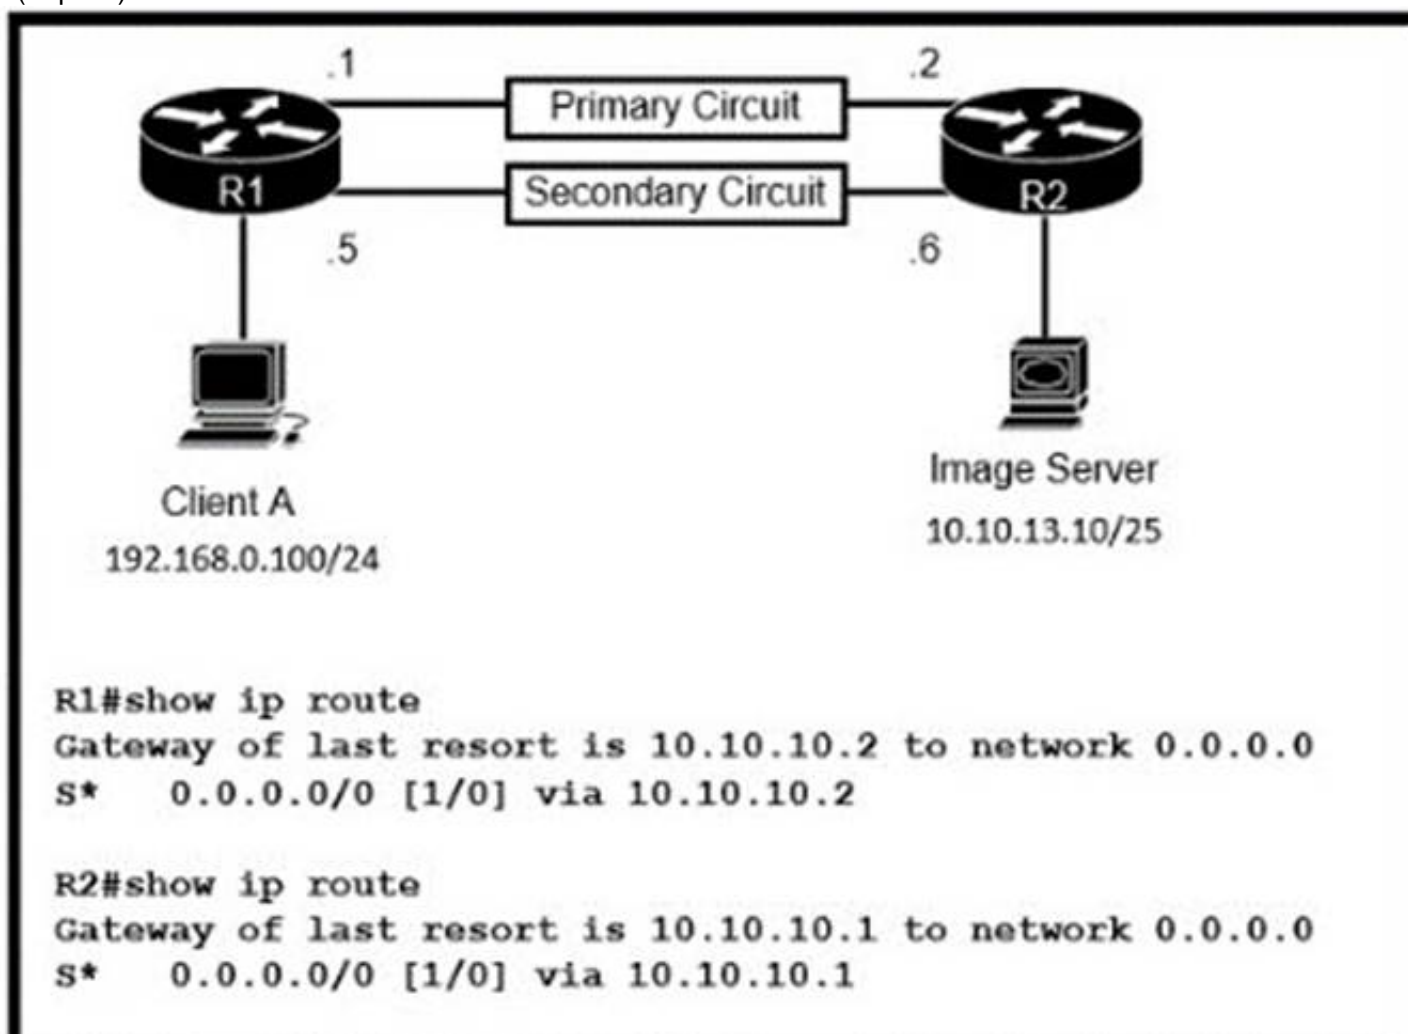 .1
.2
Primary Circuit
R1
Secondary Circuit
R2
.5
.6
Client A
192.168.0.100/24
Image Server
10.10.13.10/25
R1#show ip route
Gateway of last resort is 10.10.10.2 to network 0.0.0.0
S* 0.0.0.0/0 [1/0] via 10.10.10.2
R2#show ip route
Gateway of last resort is 10.10.10.1 to network 0.0.0.0
S* 0.0.0.0/0 [1/0] via 10.10.10.1